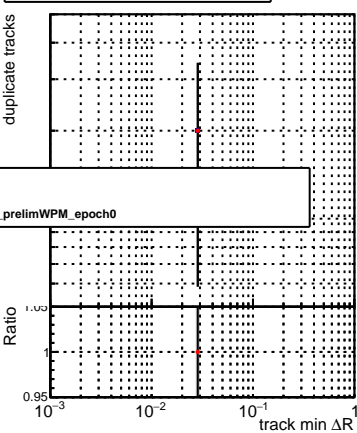 duplicate tracks
_prelimWPM_epoch0
Ratio
1.05
1
0.95
10⁻³
10⁻²
10⁻¹
1
track min ΔR